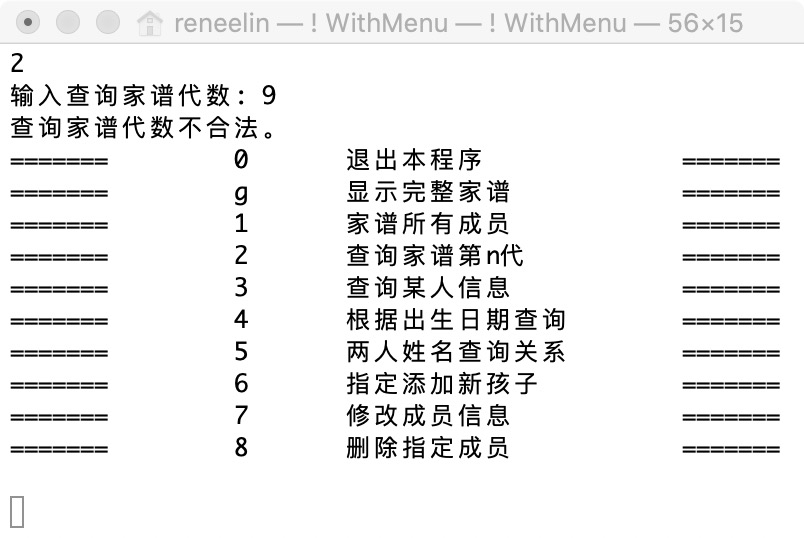 reneelin — ! WithMenu — ! WithMenu — 56×15
2
输入查询家谱代数：9
查询家谱代数不合法。
======= 0 退出本程序 =======
======= g 显示完整家谱 =======
======= 1 家谱所有成员 =======
======= 2 查询家谱第n代 =======
======= 3 查询某人信息 =======
======= 4 根据出生日期查询 =======
======= 5 两人姓名查询关系 =======
======= 6 指定添加新孩子 =======
======= 7 修改成员信息 =======
======= 8 删除指定成员 =======